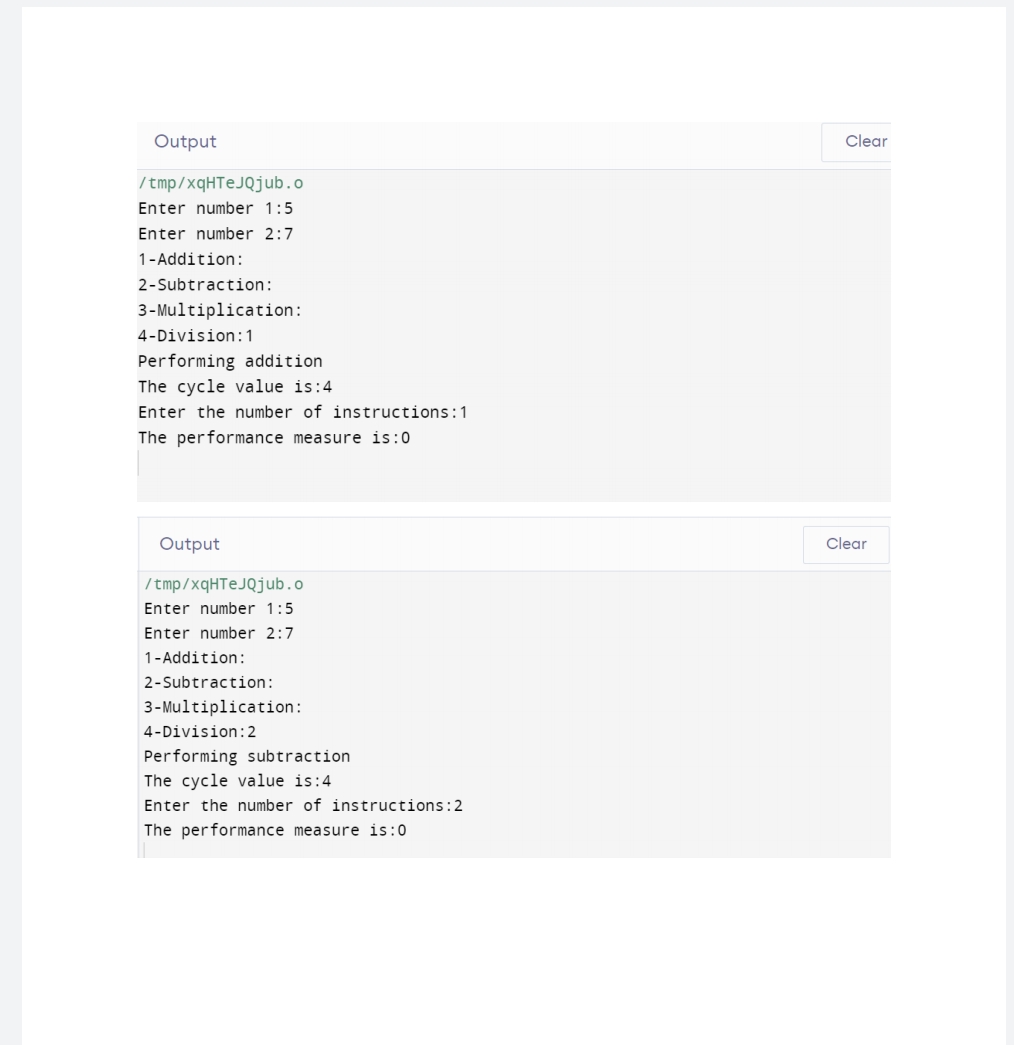 Output
Clear
/tmp/xqHTeJQjub.o
Enter number 1:5
Enter number 2:7
1-Addition:
2-Subtraction:
3-Multiplication:
4-Division:1
Performing addition
The cycle value is:4
Enter the number of instructions:1
The performance measure is:0
Output
Clear
/tmp/xqHTeJQjub.o
Enter number 1:5
Enter number 2:7
1-Addition:
2-Subtraction:
3-Multiplication:
4-Division:2
Performing subtraction
The cycle value is:4
Enter the number of instructions:2
The performance measure is:0